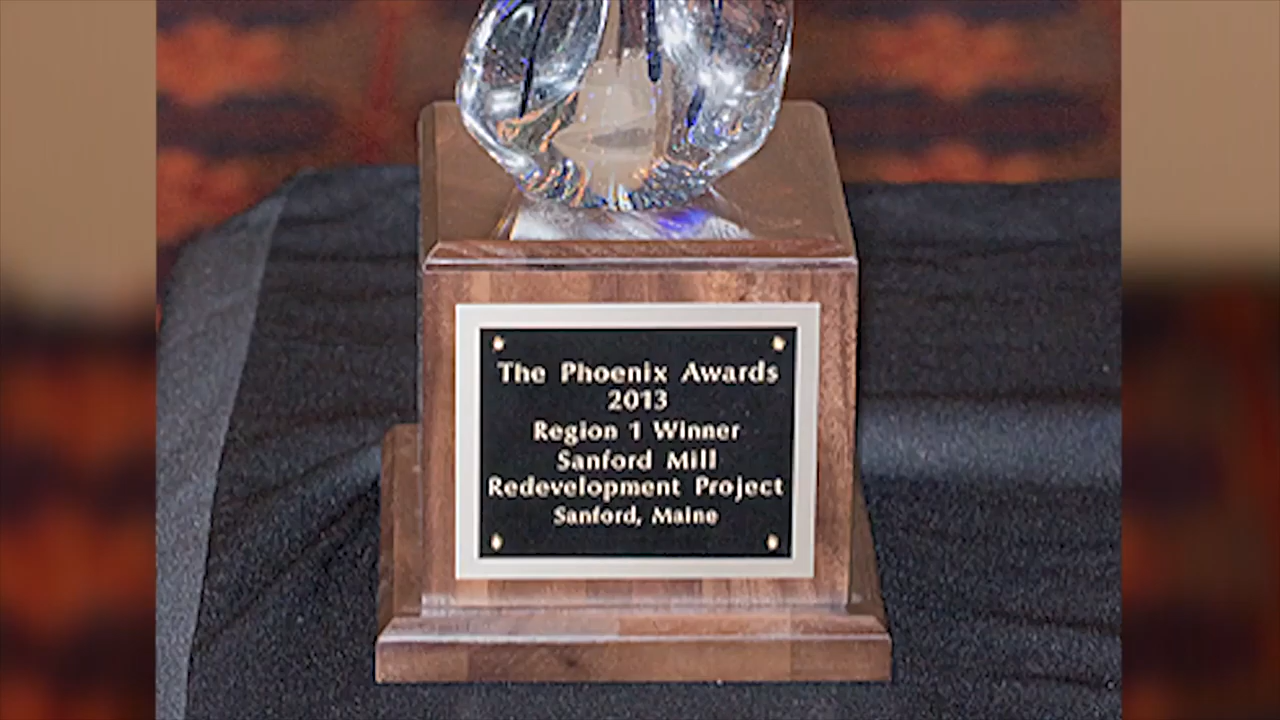 The Phoenix Awards
2013
Region 1 Winner
Sanford Mill
Redevelopment Project
Sanford, Maine